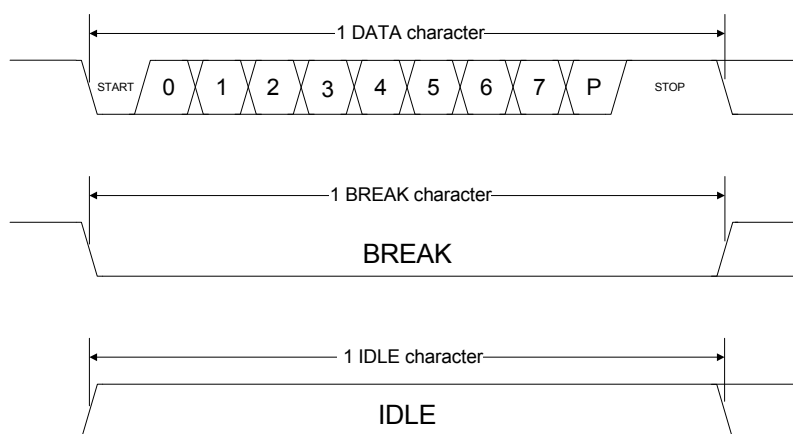 1 DATA character
START 0 1 2 3 4 5 6 7 P STOP
1 BREAK character
BREAK
1 IDLE character
IDLE